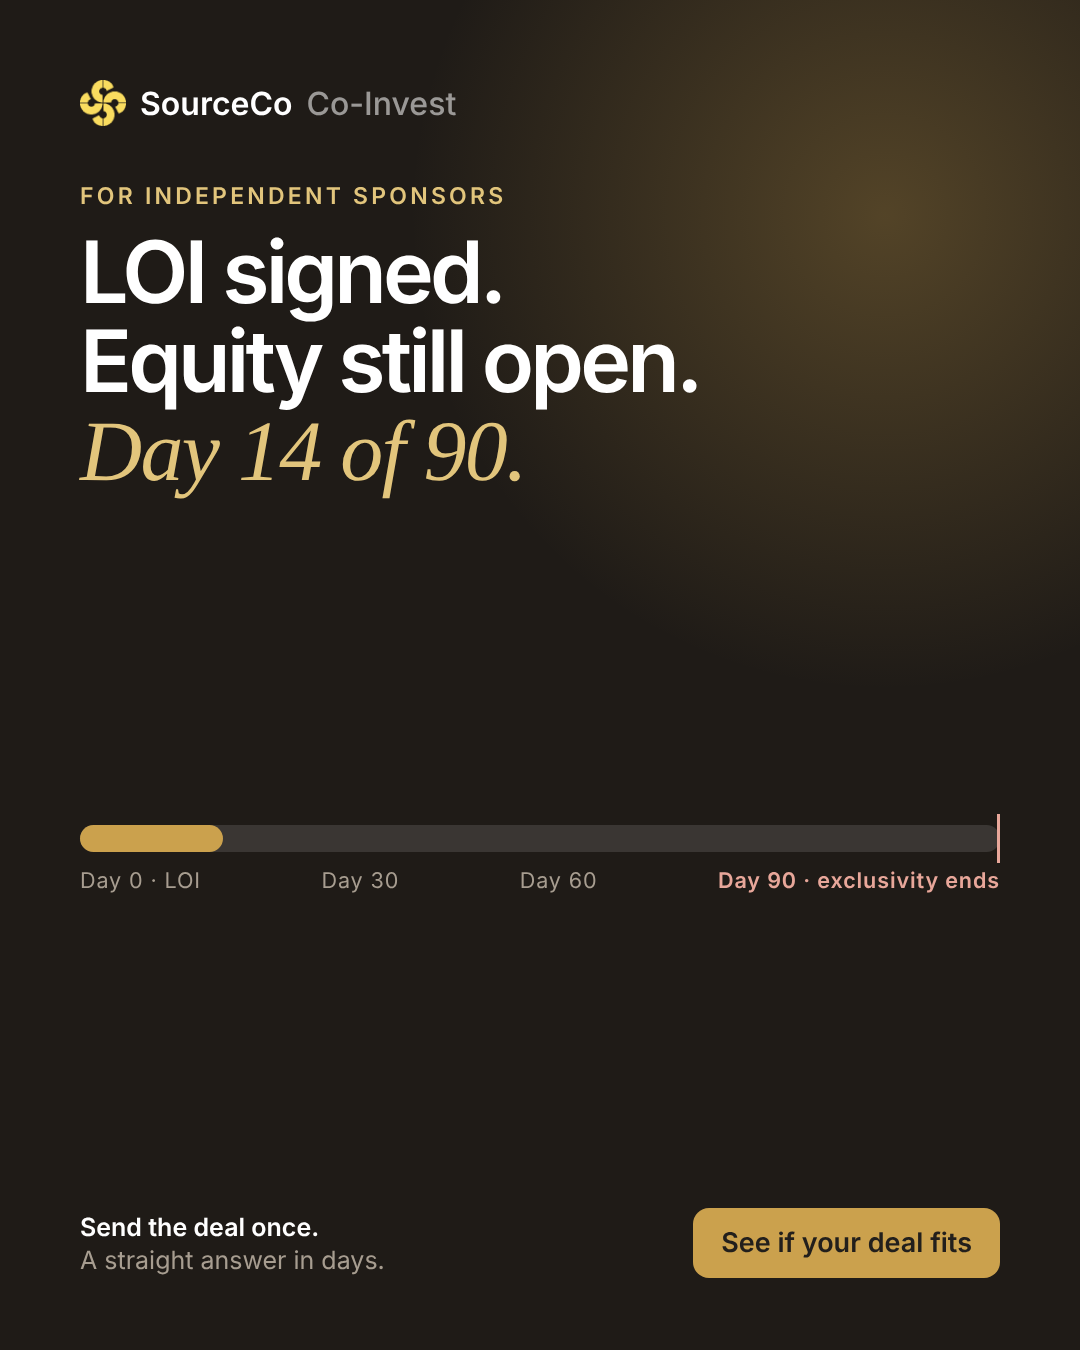 SourceCo Co-Invest
FOR INDEPENDENT SPONSORS
LOI signed.
Equity still open.
Day 14 of 90.
Day 0 · LOI Day 30 Day 60 Day 90 · exclusivity ends
Send the deal once.
A straight answer in days.
See if your deal fits